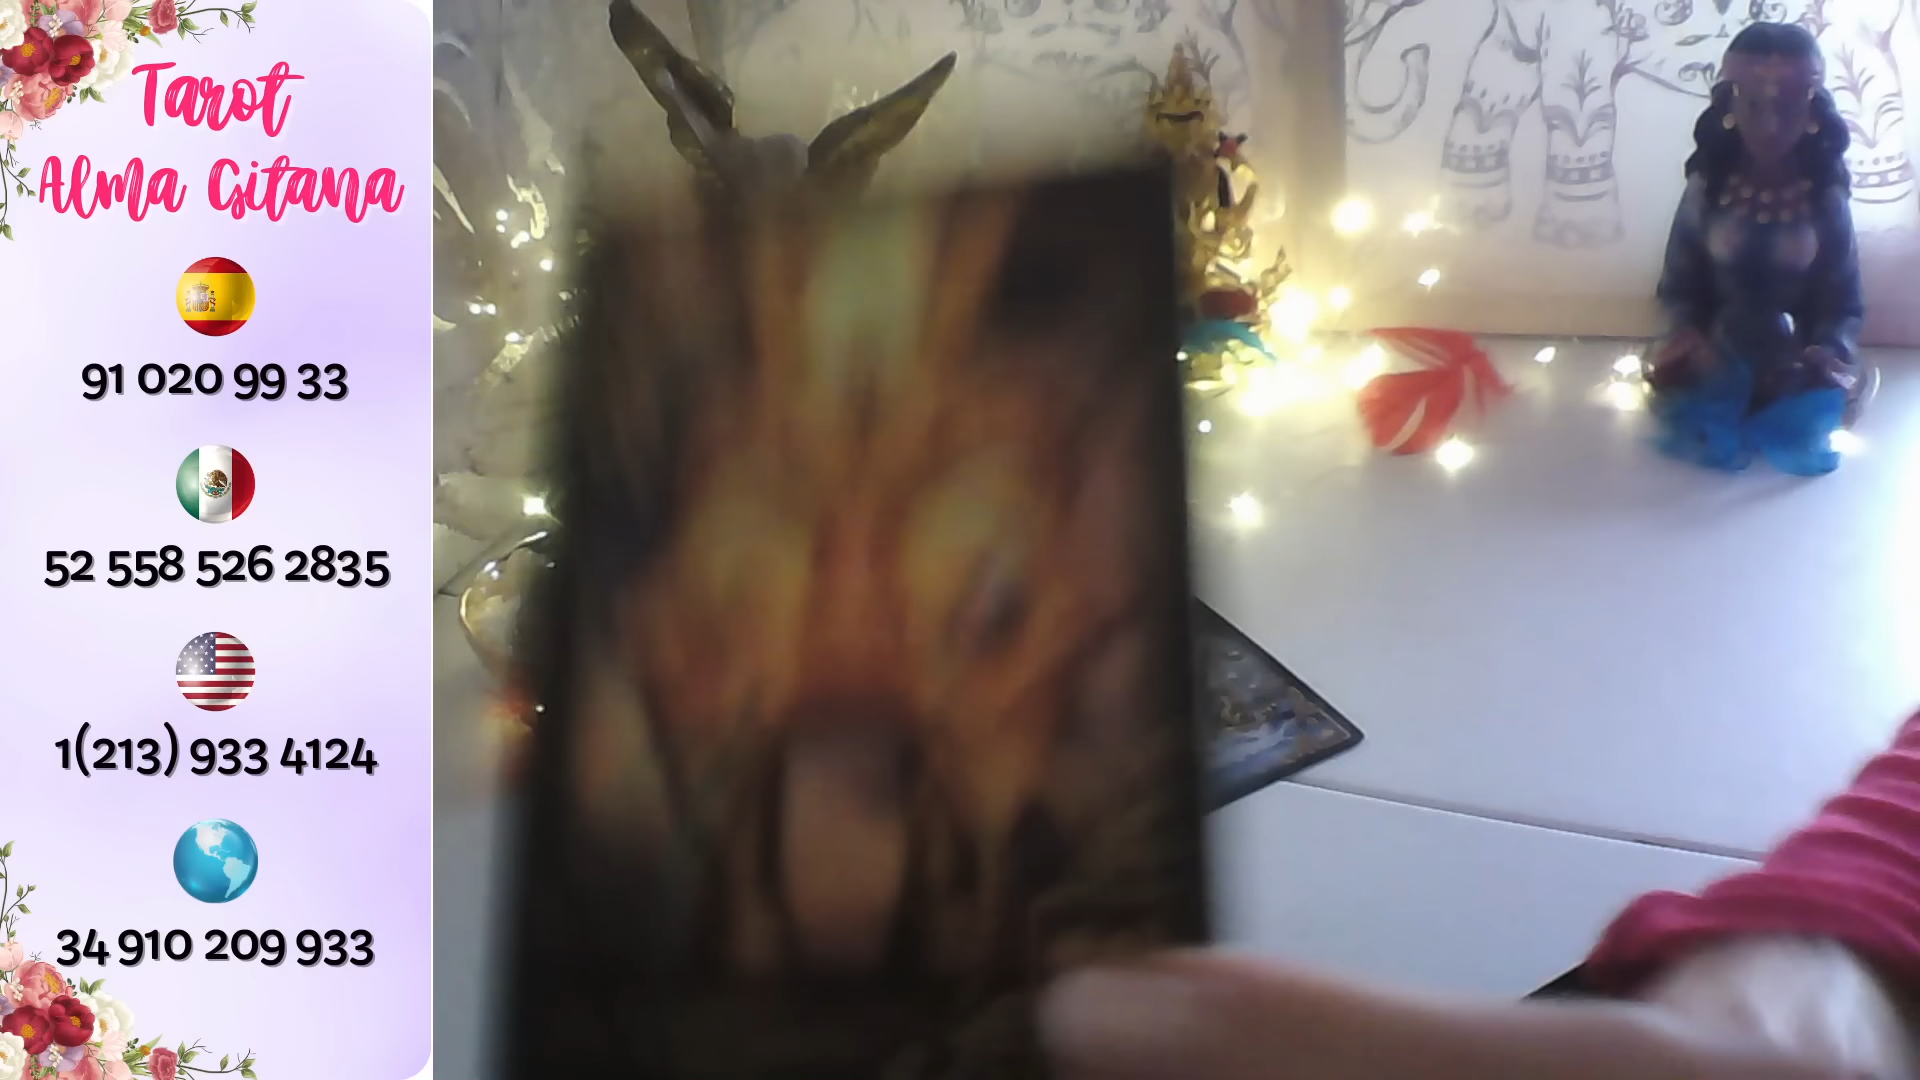 Tarot
Alma Gitana
91 020 99 33
52 558 526 2835
1(213) 933 4124
34 910 209 933